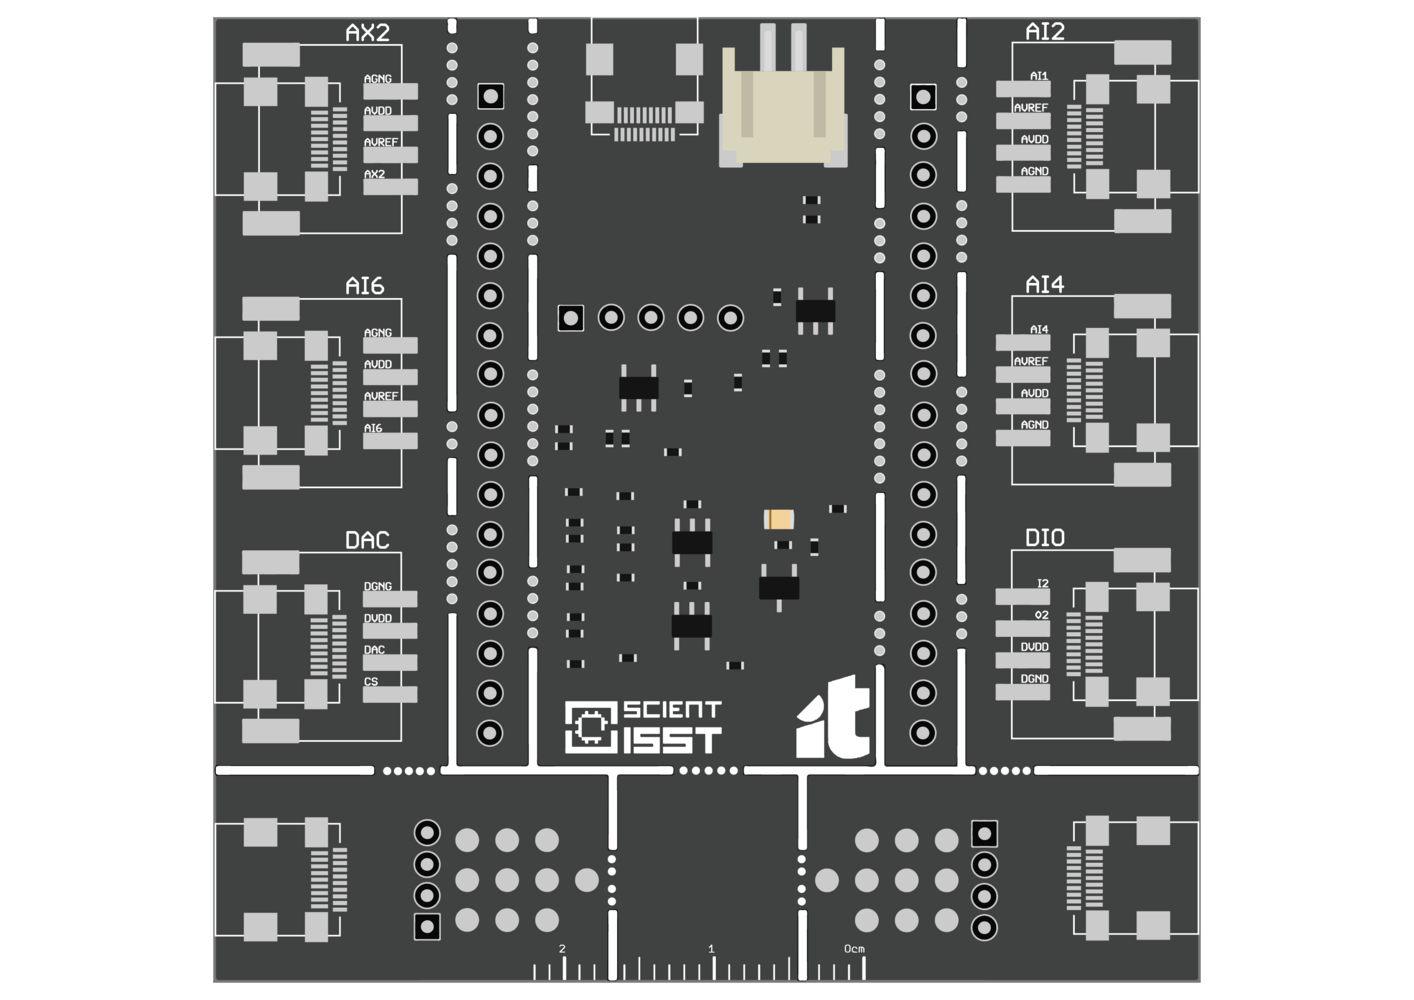 AX2
AGNG
AVDD
AVREF
AX2
AI2
AI1
AVREF
AVDD
AGND
AI6
AGNG
AVDD
AVREF
AI6
AI4
AI4
AVREF
AVDD
AGND
DAC
DGNG
DVDD
DAC
CS
DIO
I2
O2
DVDD
DGND
SCIENT
ISST
it
2 1 0cm